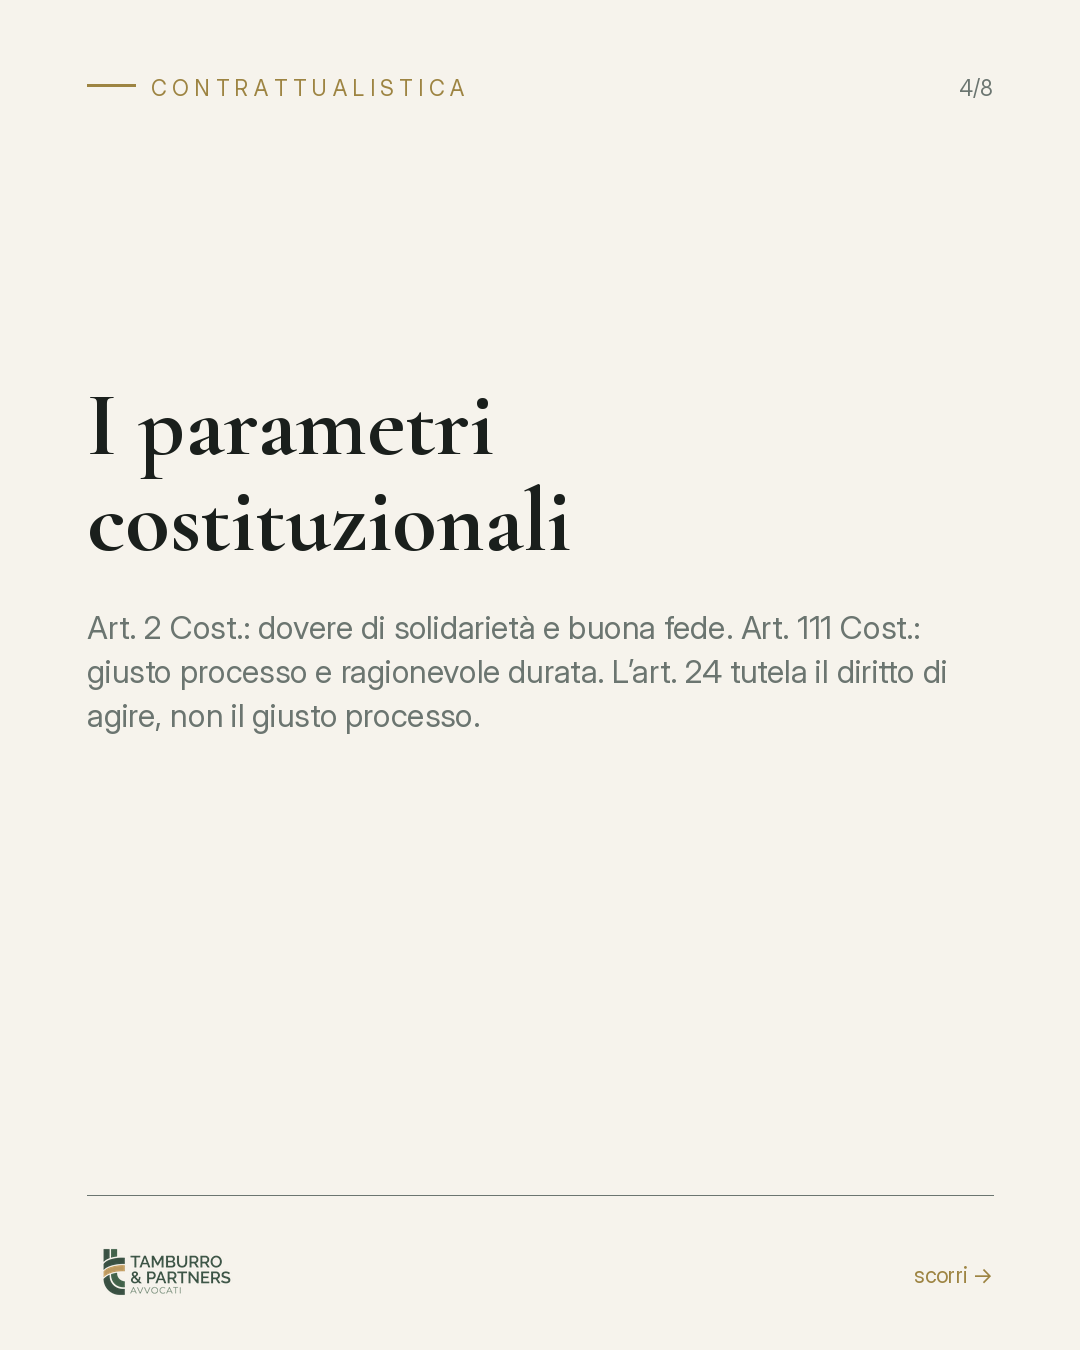 CONTRATTUALISTICA
4/8
I parametri
costituzionali
Art. 2 Cost.: dovere di solidarietà e buona fede. Art. 111 Cost.:
giusto processo e ragionevole durata. L’art. 24 tutela il diritto di
agire, non il giusto processo.
TAMBURRO
& PARTNERS
AVVOCATI
scorri →